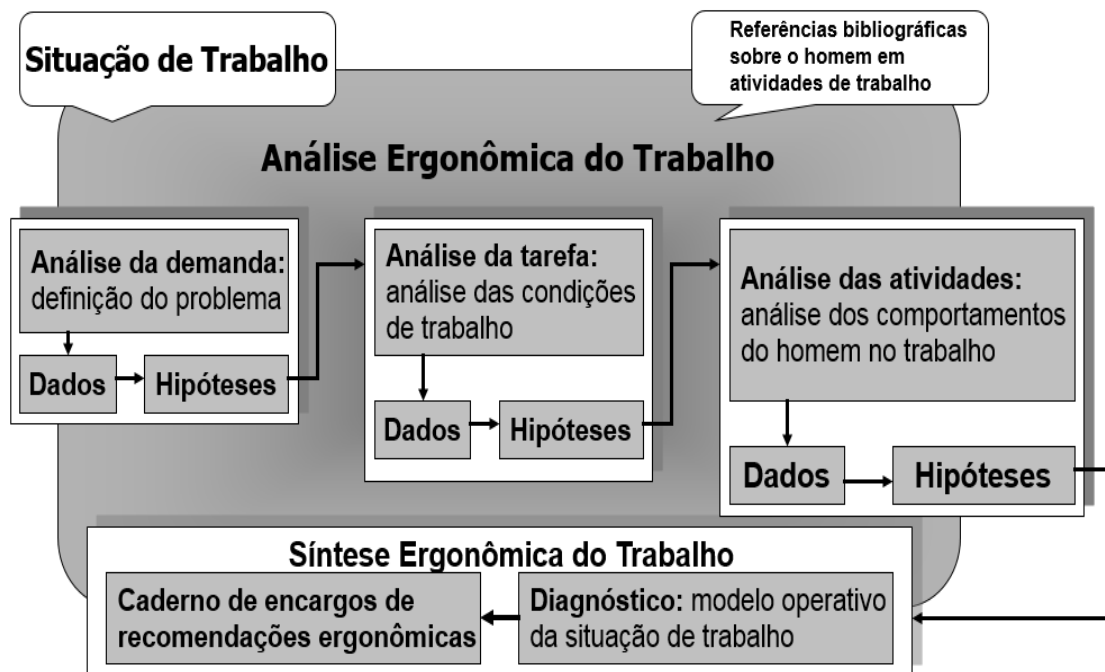 Situação de Trabalho
Referências bibliográficas
sobre o homem em
atividades de trabalho
Análise Ergonômica do Trabalho
Análise da demanda:
definição do problema
Dados
Hipóteses
Análise da tarefa:
análise das condições
de trabalho
Dados
Hipóteses
Análise das atividades:
análise dos comportamentos
do homem no trabalho
Dados
Hipóteses
Síntese Ergonômica do Trabalho
Caderno de encargos de
recomendações ergonômicas
Diagnóstico: modelo operativo
da situação de trabalho